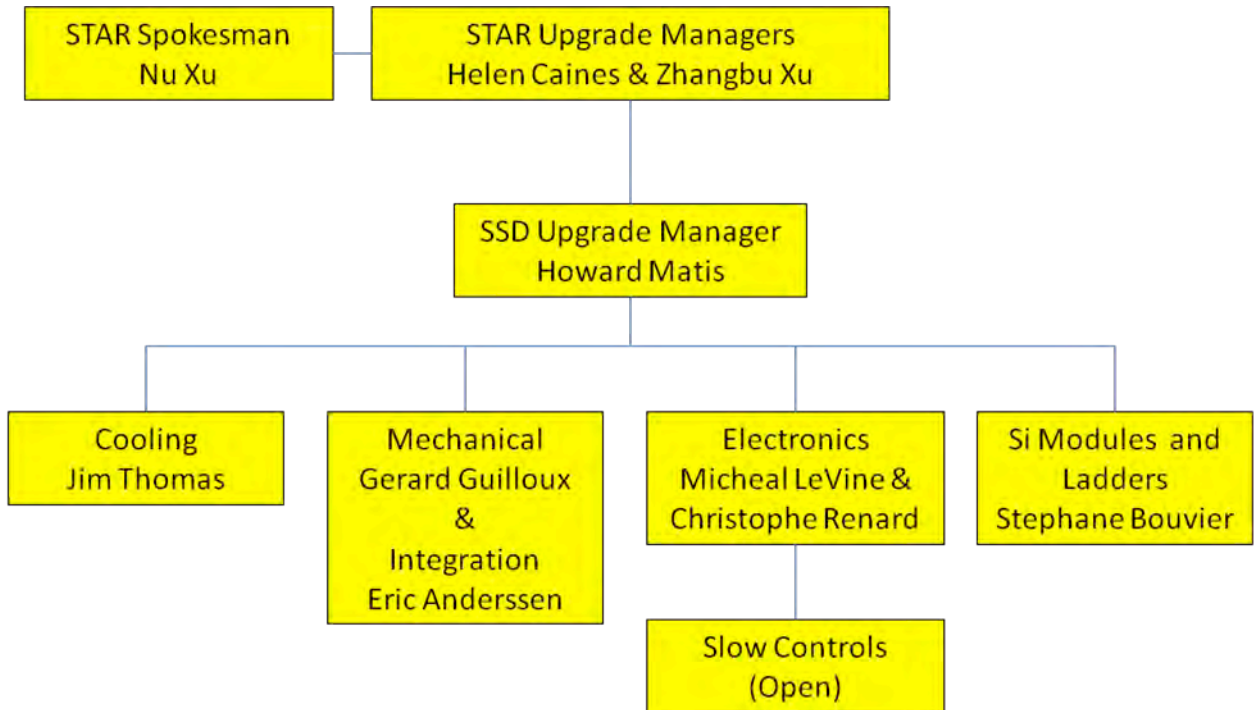 STAR Spokesman
Nu Xu
STAR Upgrade Managers
Helen Caines & Zhangbu Xu
SSD Upgrade Manager
Howard Matis
Cooling
Jim Thomas
Mechanical
Gerard Guilloux
&
Integration
Eric Anderssen
Electronics
Micheal LeVine &
Christophe Renard
Si Modules and
Ladders
Stephane Bouvier
Slow Controls
(Open)